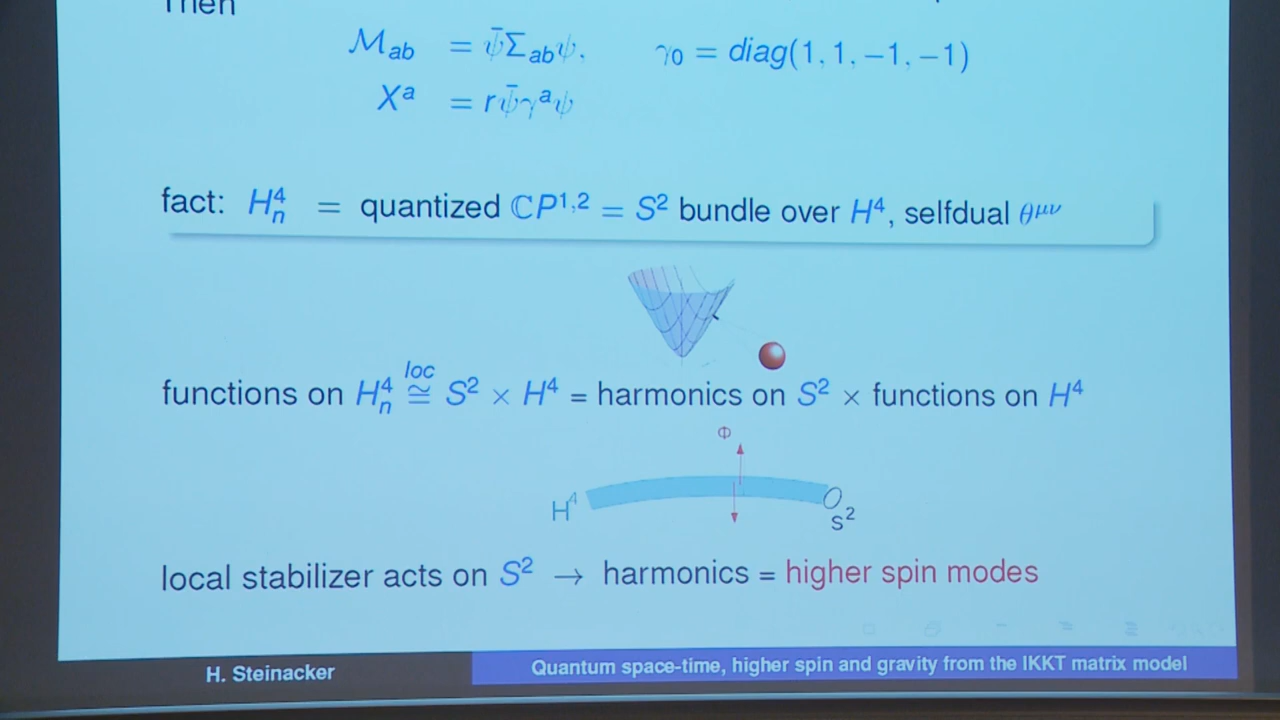 Then
𝓜ab = ψ̄Σabψ, γ0 = diag(1, 1, −1, −1)
Xᵃ = rψ̄γᵃψ
fact: H⁴ₙ = quantized ℂP¹,² = S² bundle over H⁴, selfdual θᵘᵛ
functions on H⁴ₙ ≅ˡᵒᶜ S² × H⁴ = harmonics on S² × functions on H⁴
Φ
H⁴
S²
local stabilizer acts on S² → harmonics = higher spin modes
H. Steinacker
Quantum space-time, higher spin and gravity from the IKKT matrix model